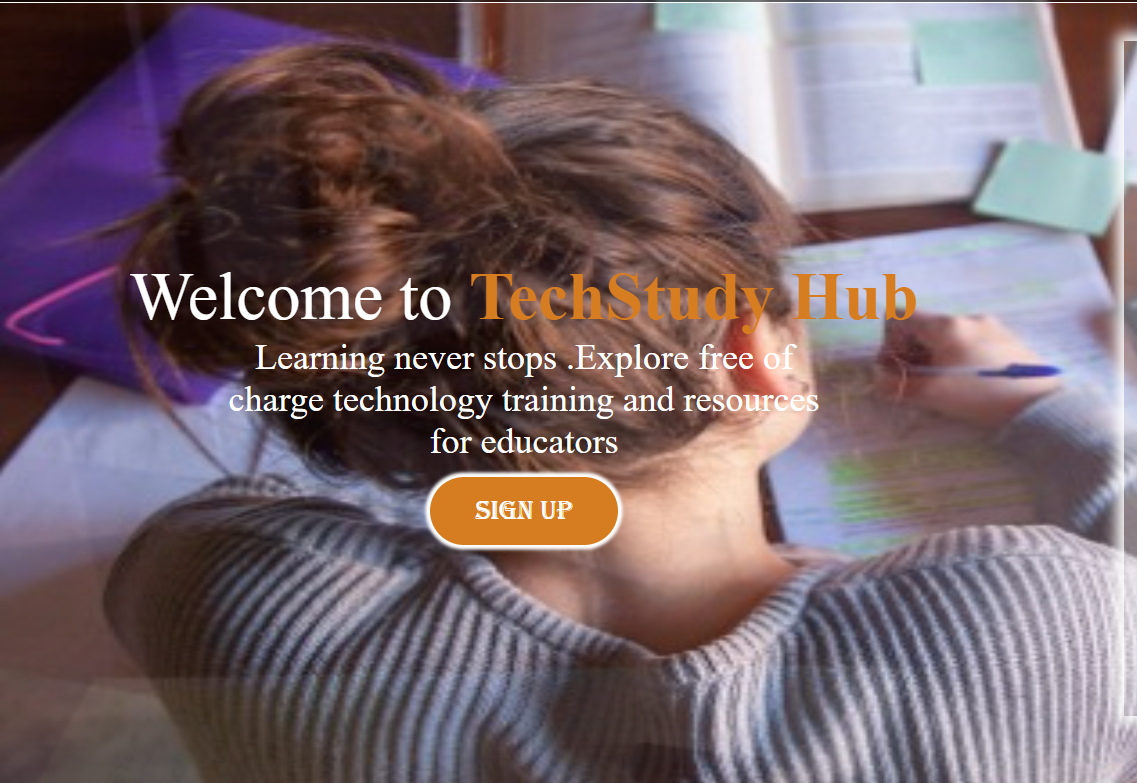 Welcome to TechStudy Hub
Learning never stops .Explore free of
charge technology training and resources
for educators
SIGN UP